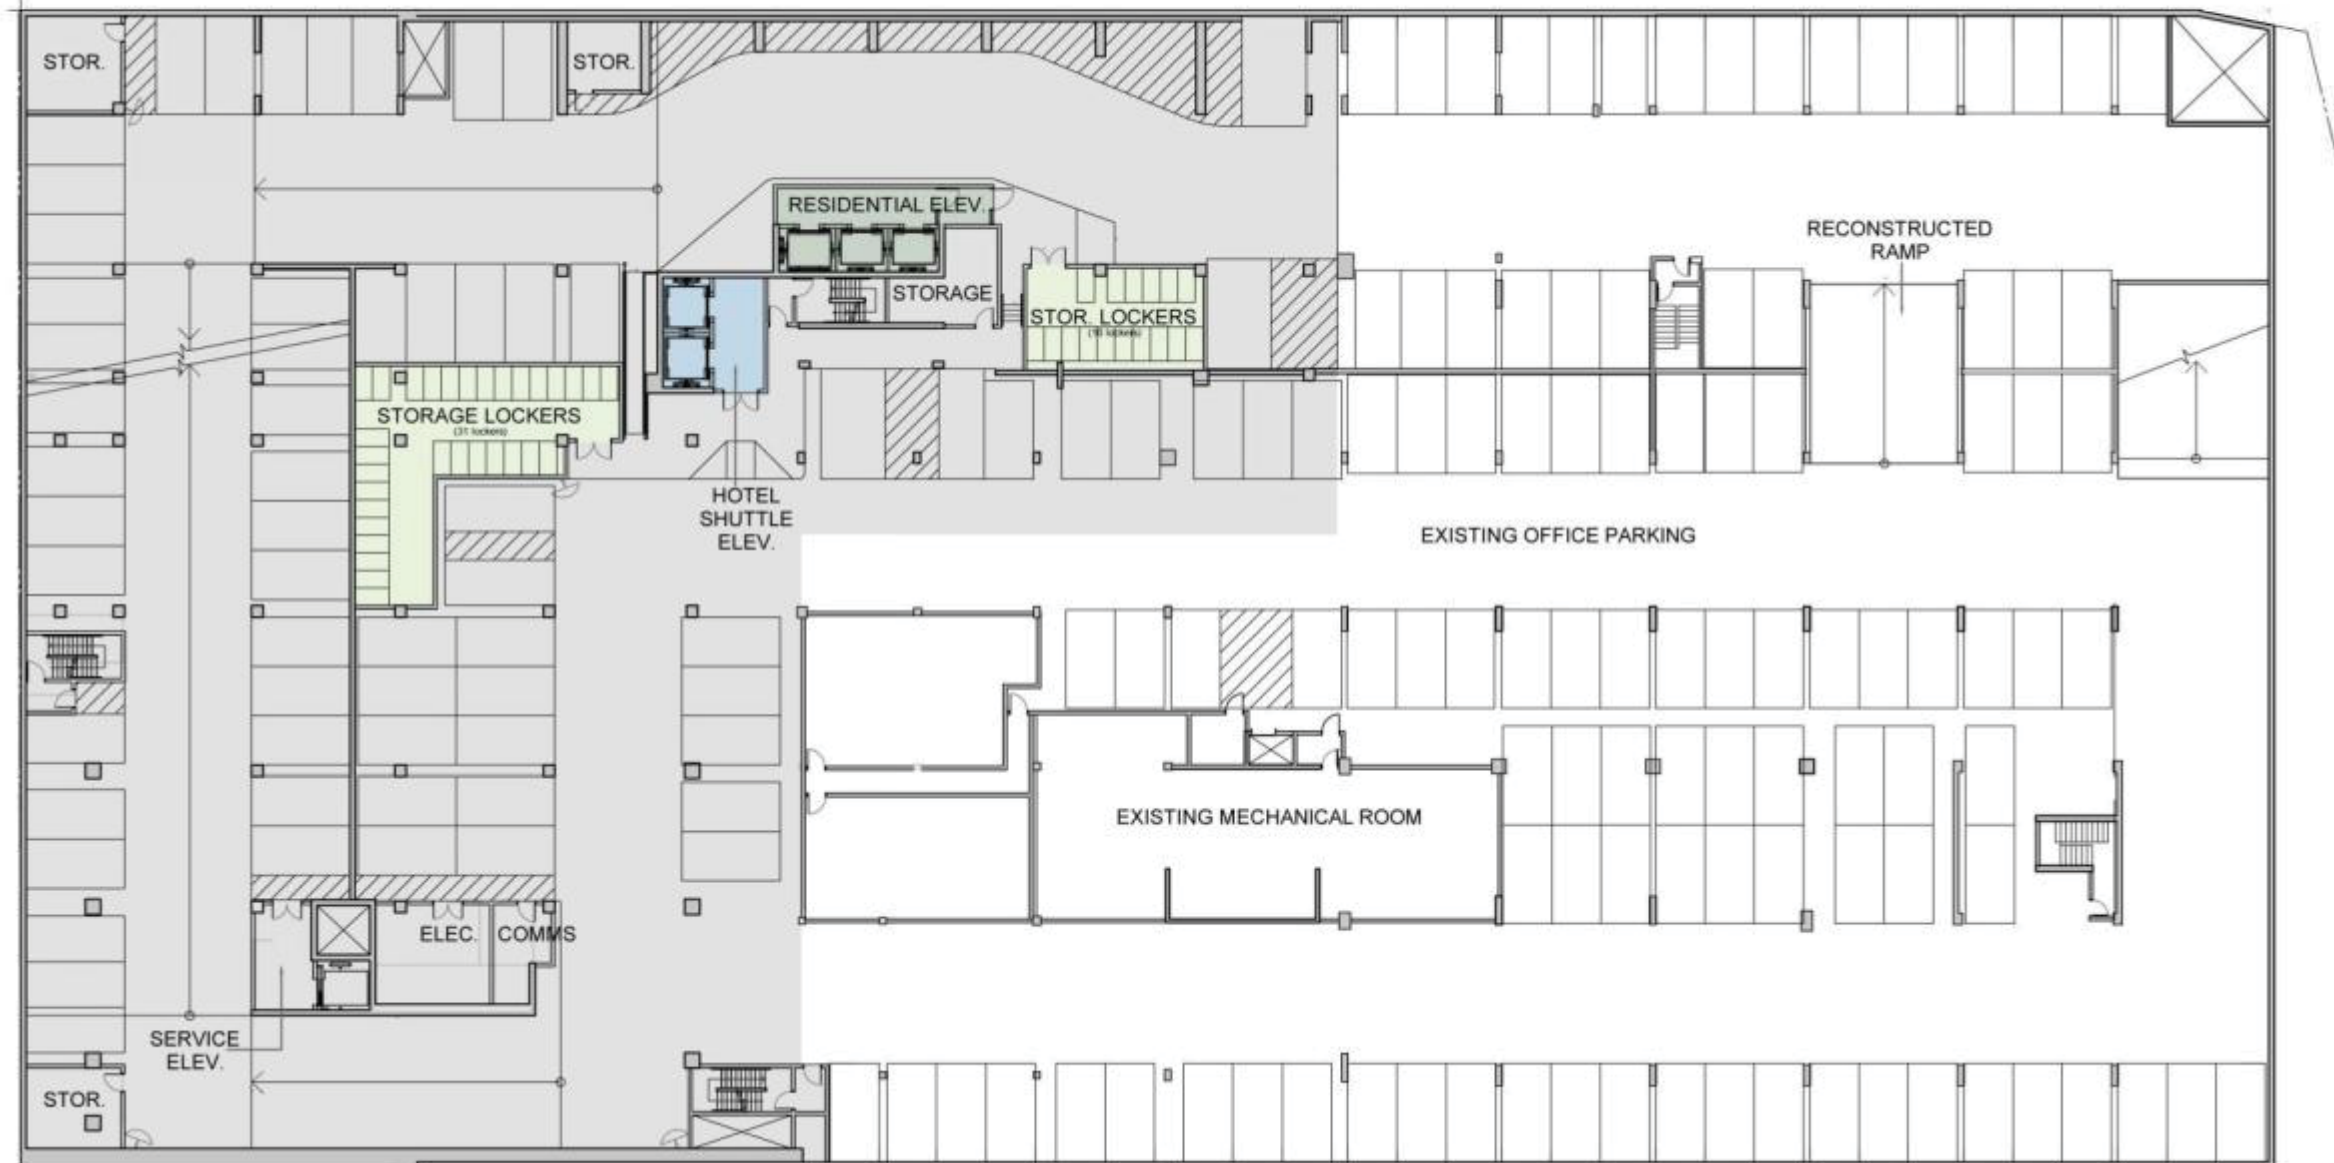 STOR.
STOR.
RESIDENTIAL ELEV.
RECONSTRUCTED
RAMP
STORAGE
STOR. LOCKERS
STORAGE LOCKERS
(31 lockers)
HOTEL
SHUTTLE
ELEV.
EXISTING OFFICE PARKING
EXISTING MECHANICAL ROOM
ELEC.
COMMS
SERVICE
ELEV.
STOR.